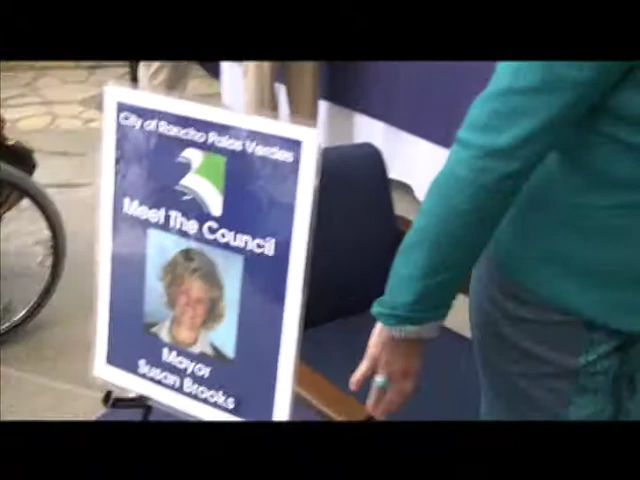 City of Rancho Palos Verdes
Meet The Council
Mayor
Susan Brooks